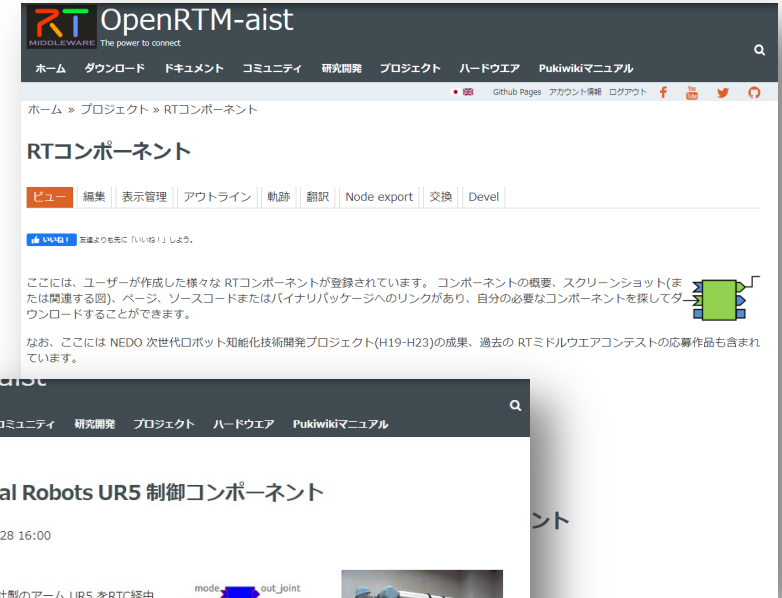 RT
MIDDLEWARE
OpenRTM-aist
The power to connect
ホーム ダウンロード ドキュメント コミュニティ 研究開発 プロジェクト ハードウエア Pukiwikiマニュアル
Github Pages アカウント情報 ログアウト
ホーム » プロジェクト » RTコンポーネント
RTコンポーネント
ビュー 編集 表示管理 アウトライン 軌跡 翻訳 Node export 交換 Devel
いいね! 友達よりも先に「いいね!」しよう。
ここには、ユーザーが作成した様々な RTコンポーネントが登録されています。 コンポーネントの概要、スクリーンショット(ま
たは関連する図)、ページ、ソースコードまたはバイナリパッケージへのリンクがあり、自分の必要なコンポーネントを探してダ
ウンロードすることができます。
なお、ここには NEDO 次世代ロボット知能化技術開発プロジェクト(H19-H23)の成果、過去の RTミドルウエアコンテストの応募作品も含まれ
ています。
aist
コミュニティ 研究開発 プロジェクト ハードウエア Pukiwikiマニュアル
al Robots UR5 制御コンポーネント
28 16:00
ント
社製のアーム UR5 をRTC経由
mode out_joint